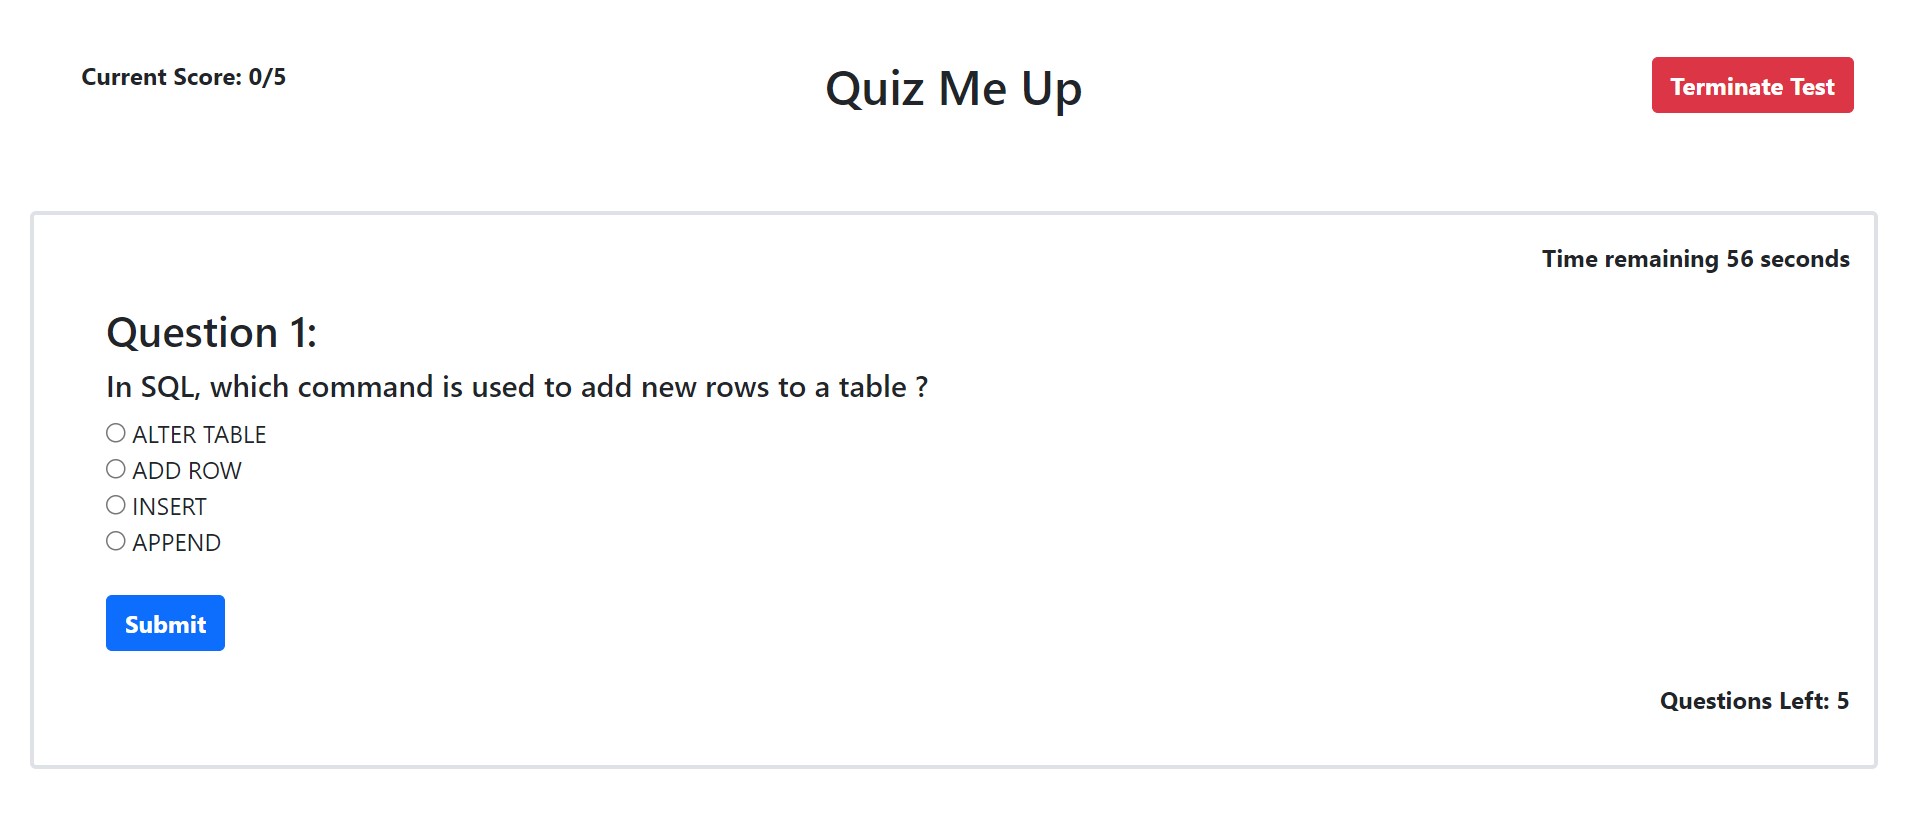 Current Score: 0/5
Quiz Me Up
Terminate Test
Time remaining 56 seconds
Question 1:
In SQL, which command is used to add new rows to a table ?
ALTER TABLE
ADD ROW
INSERT
APPEND
Submit
Questions Left: 5